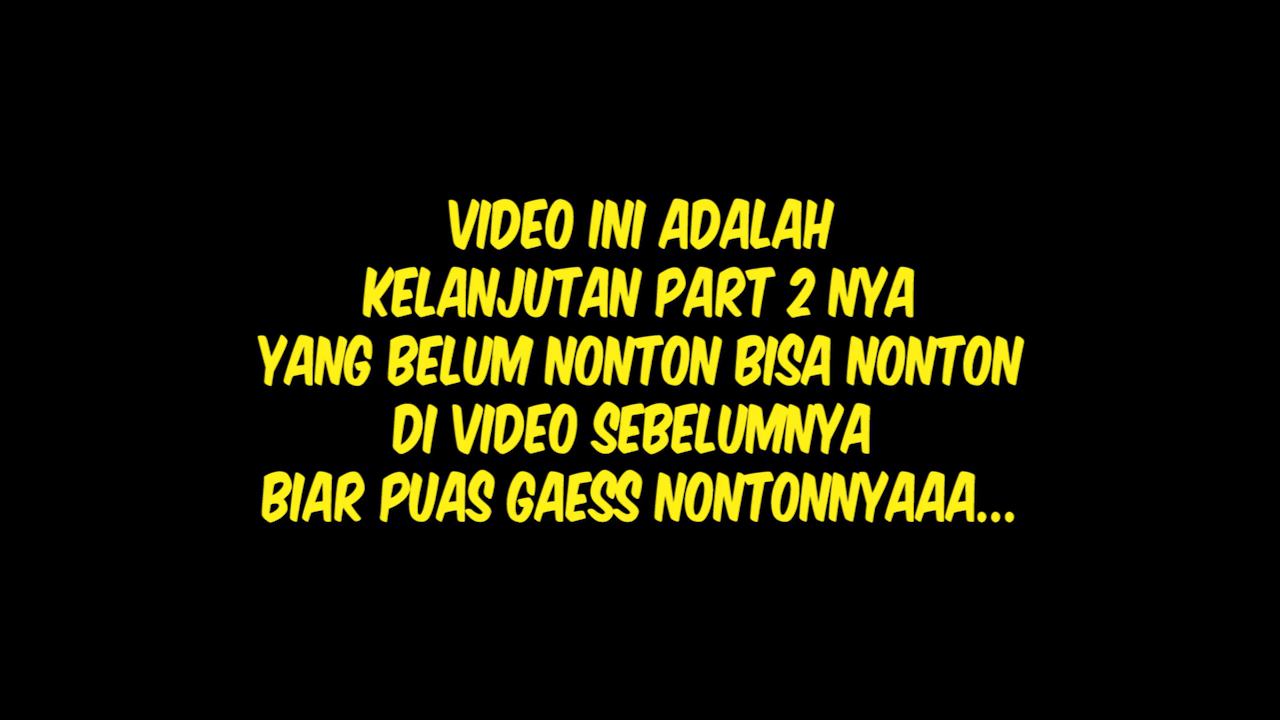 VIDEO INI ADALAH
KELANJUTAN PART 2 NYA
YANG BELUM NONTON BISA NONTON
DI VIDEO SEBELUMNYA
BIAR PUAS GAESS NONTONNYAAA...